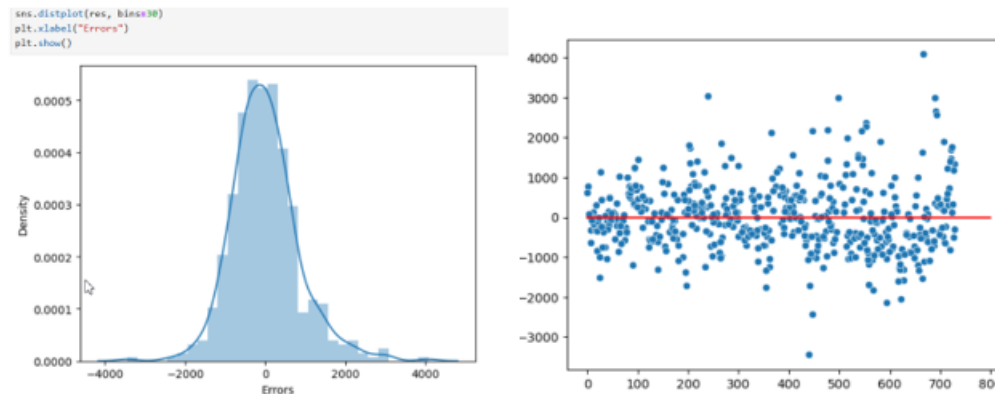 sns.distplot(res, bins=30)
plt.xlabel("Errors")
plt.show()
0.0005
0.0004
0.0003
0.0002
0.0001
0.0000
Density
−4000 −2000 0 2000 4000
Errors
4000
3000
2000
1000
0
−1000
−2000
−3000
0 100 200 300 400 500 600 700 800